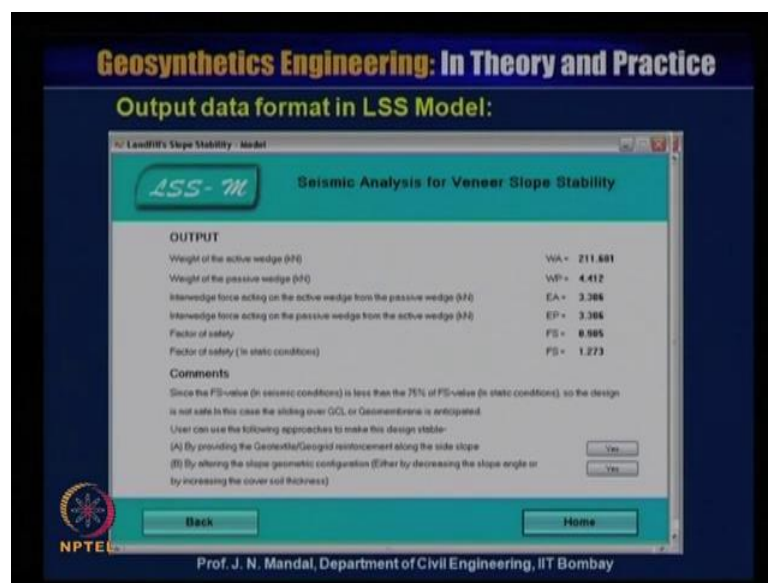 Geosynthetics Engineering: In Theory and Practice
Output data format in LSS Model:
Landfill's Slope Stability - Model
LSS-M
Seismic Analysis for Veneer Slope Stability
OUTPUT
Weight of the active wedge (kN) WA = 211.681
Weight of the passive wedge (kN) WP = 4.412
Interwedge force acting on the active wedge from the passive wedge (kN) EA = 3.386
Interwedge force acting on the passive wedge from the active wedge (kN) EP = 3.386
Factor of safety FS =
Factor of safety (In static conditions) FS = 1.273
Comments
Since the FS-value (in seismic conditions) is less than the 75% of FS-value (in static conditions), so the design
is not safe.In this case the sliding over GCL or Geomembrane is anticipated.
User can use the following approaches to make this design stable-
(A) By providing the Geotextile/Geogrid reinforcement along the side slope Yes
(B) By altering the slope geometric configuration (Either by decreasing the slope angle or Yes
by increasing the cover soil thickness)
Back Home
NPTEL
Prof. J. N. Mandal, Department of Civil Engineering, IIT Bombay